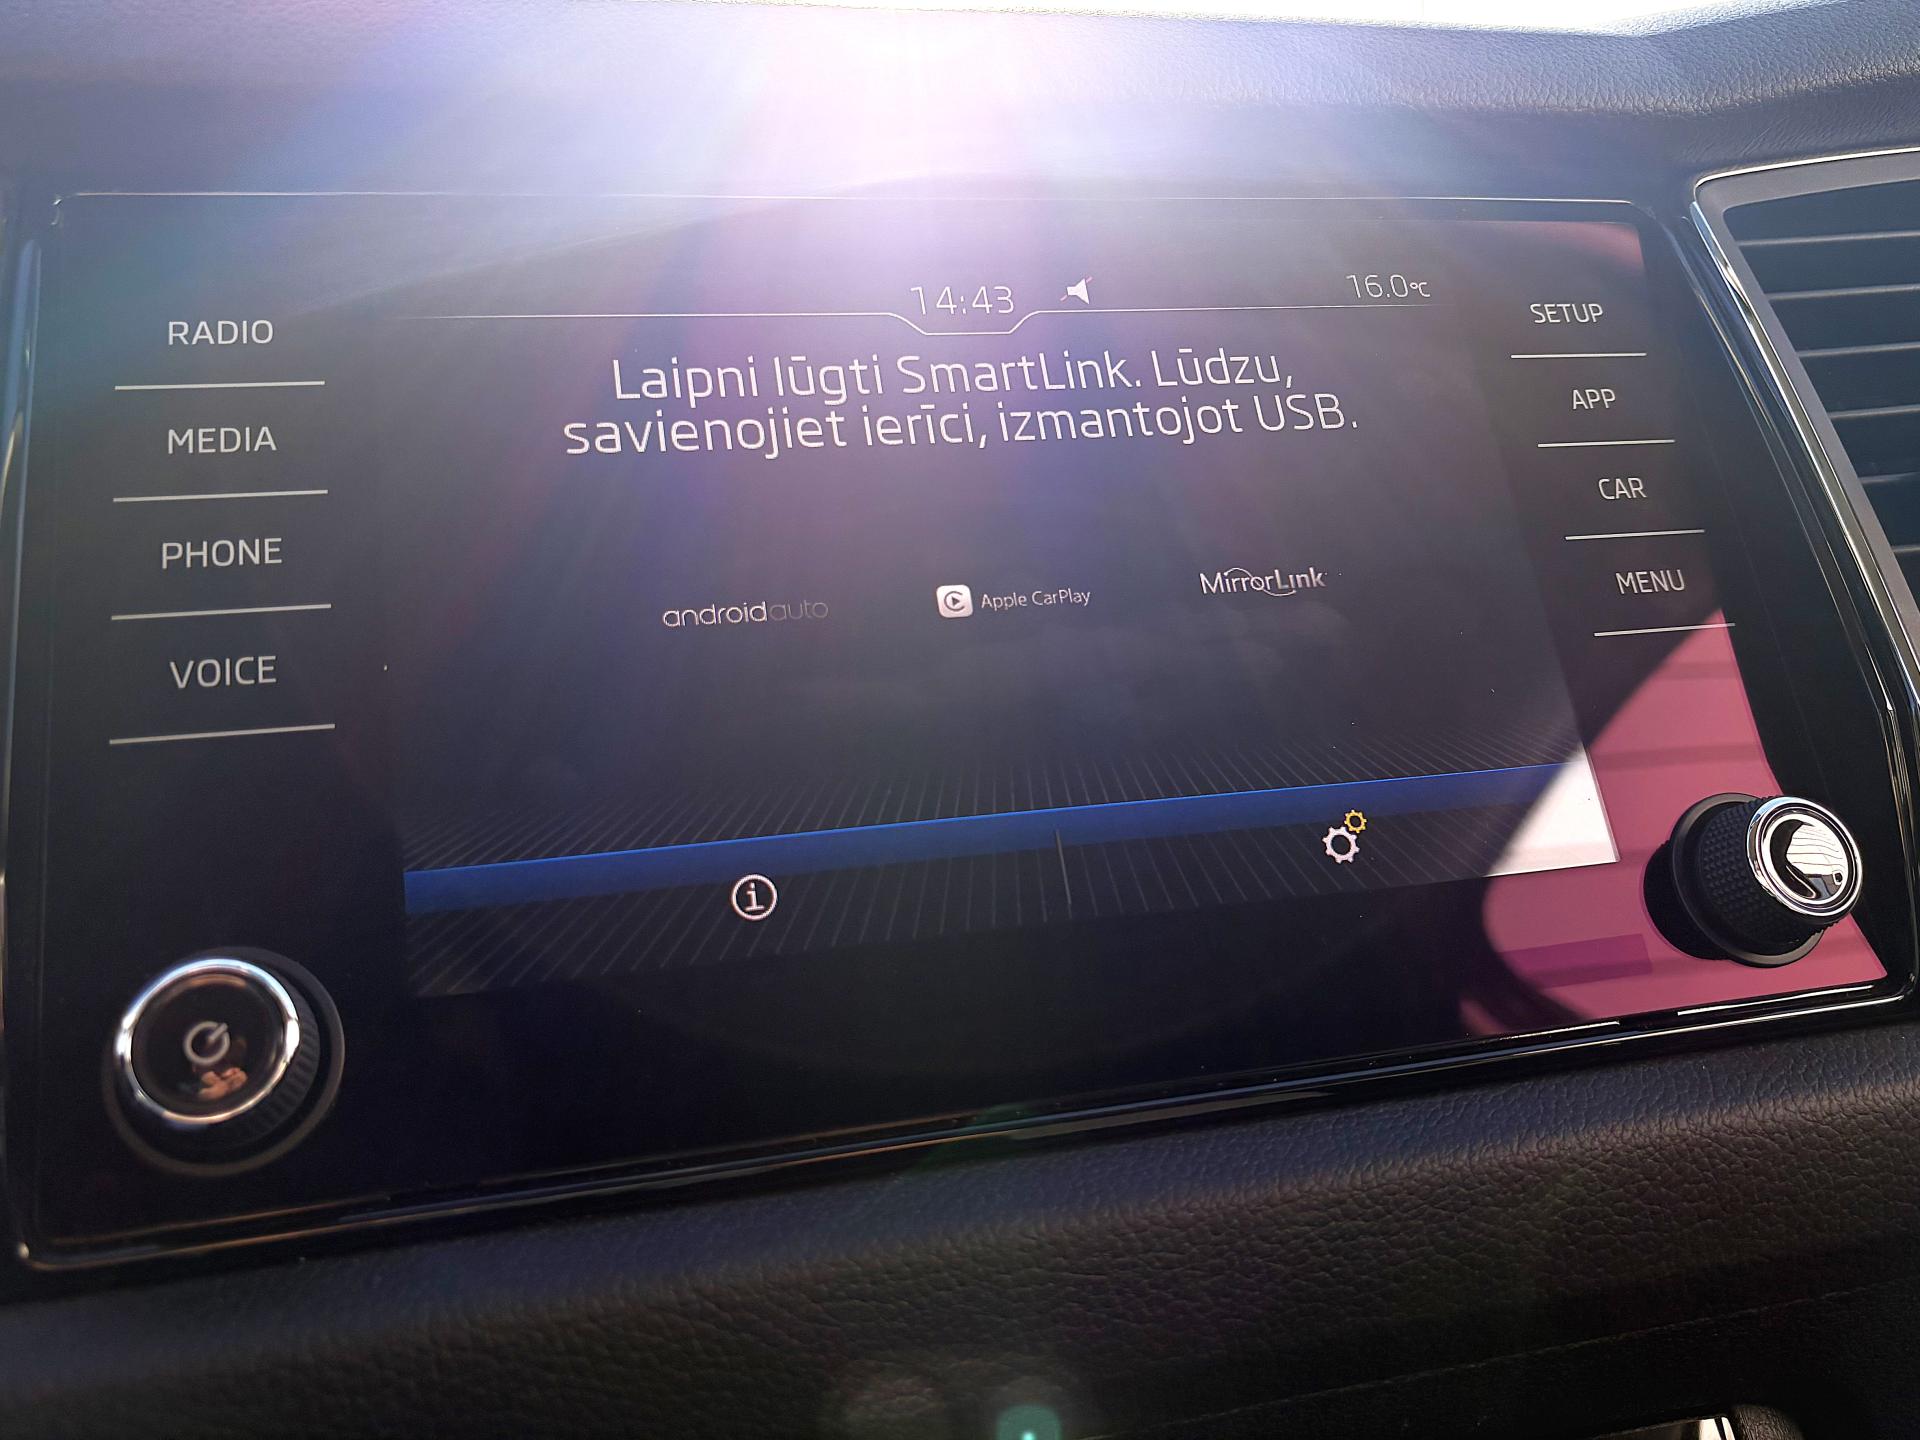 14:43
16.0°C
RADIO
MEDIA
PHONE
VOICE
Laipni lūgti SmartLink. Lūdzu,
savienojiet ierīci, izmantojot USB.
androidauto
Apple CarPlay
MirrorLink
SETUP
APP
CAR
MENU